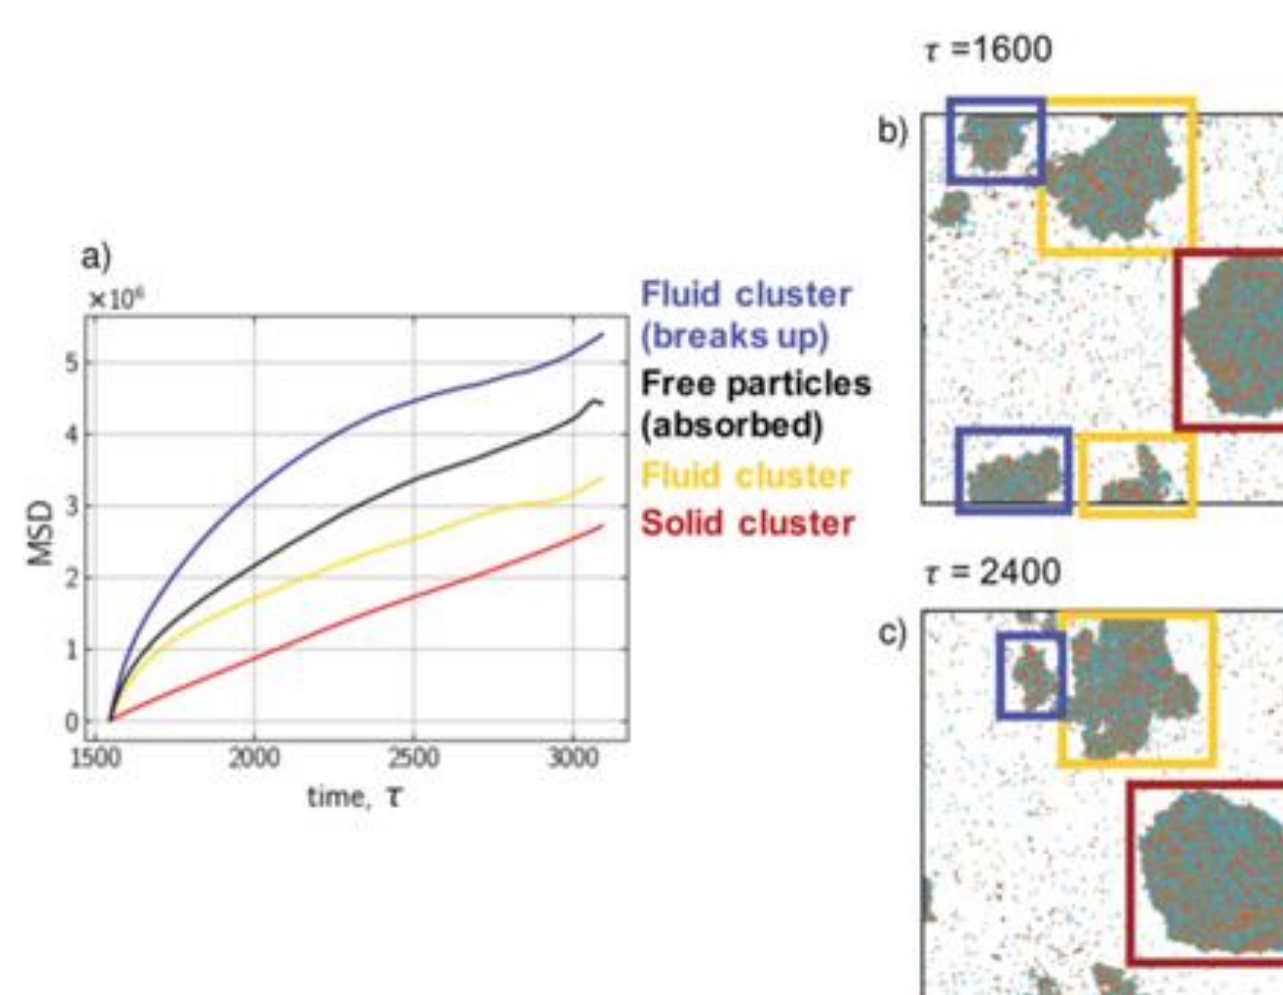 a)
×10⁶
5
4
3
2
1
0
MSD
1500 2000 2500 3000
time, τ
Fluid cluster
(breaks up)
Free particles
(absorbed)
Fluid cluster
Solid cluster
τ =1600
b)
τ = 2400
c)